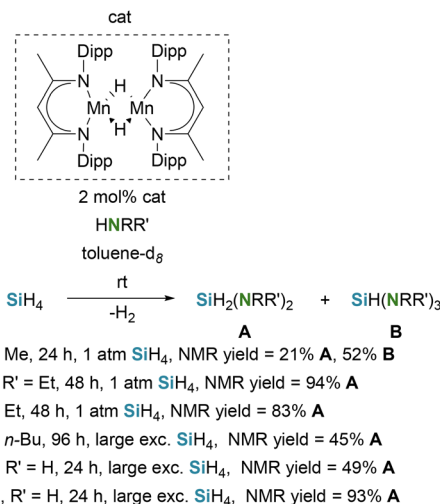 cat
Dipp Dipp
N H N
Mn Mn
N H N
Dipp Dipp
2 mol% cat
HNRR'
toluene-d8
rt
SiH4 -H2 SiH2(NRR')2 + SiH(NRR')3
A B
Me, 24 h, 1 atm SiH4, NMR yield = 21% A, 52% B
R' = Et, 48 h, 1 atm SiH4, NMR yield = 94% A
Et, 48 h, 1 atm SiH4, NMR yield = 83% A
n-Bu, 96 h, large exc. SiH4, NMR yield = 45% A
R' = H, 24 h, large exc. SiH4, NMR yield = 49% A
, R' = H, 24 h, large exc. SiH4, NMR yield = 93% A